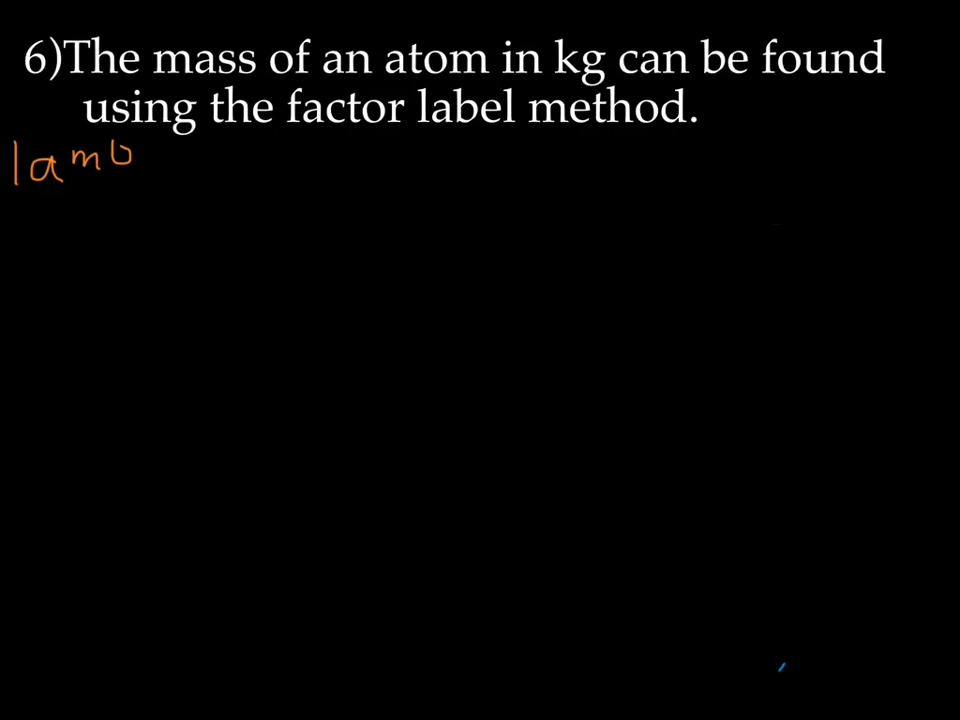 6)The mass of an atom in kg can be found
using the factor label method.
1amu